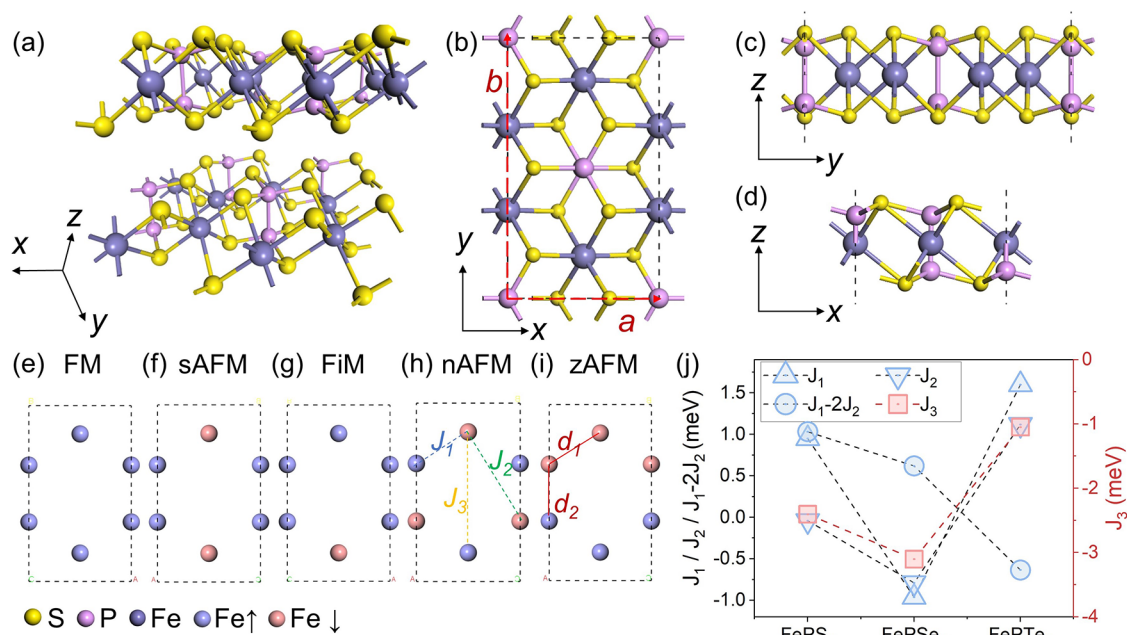 (a)
(b)
(c)
(d)
z
x
y
b
a
y
x
z
y
z
x
(e) FM
(f) sAFM
(g) FiM
(h) nAFM
(i) zAFM
(j)
J1
J2
J3
d1
d2
S P Fe Fe↑ Fe ↓
J1 J2
J1-2J2 J3
J1 / J2 / J1-2J2 (meV)
1.5
1.0
0.5
0.0
-0.5
-1.0
0
-1
-2
-3
-4
J3 (meV)